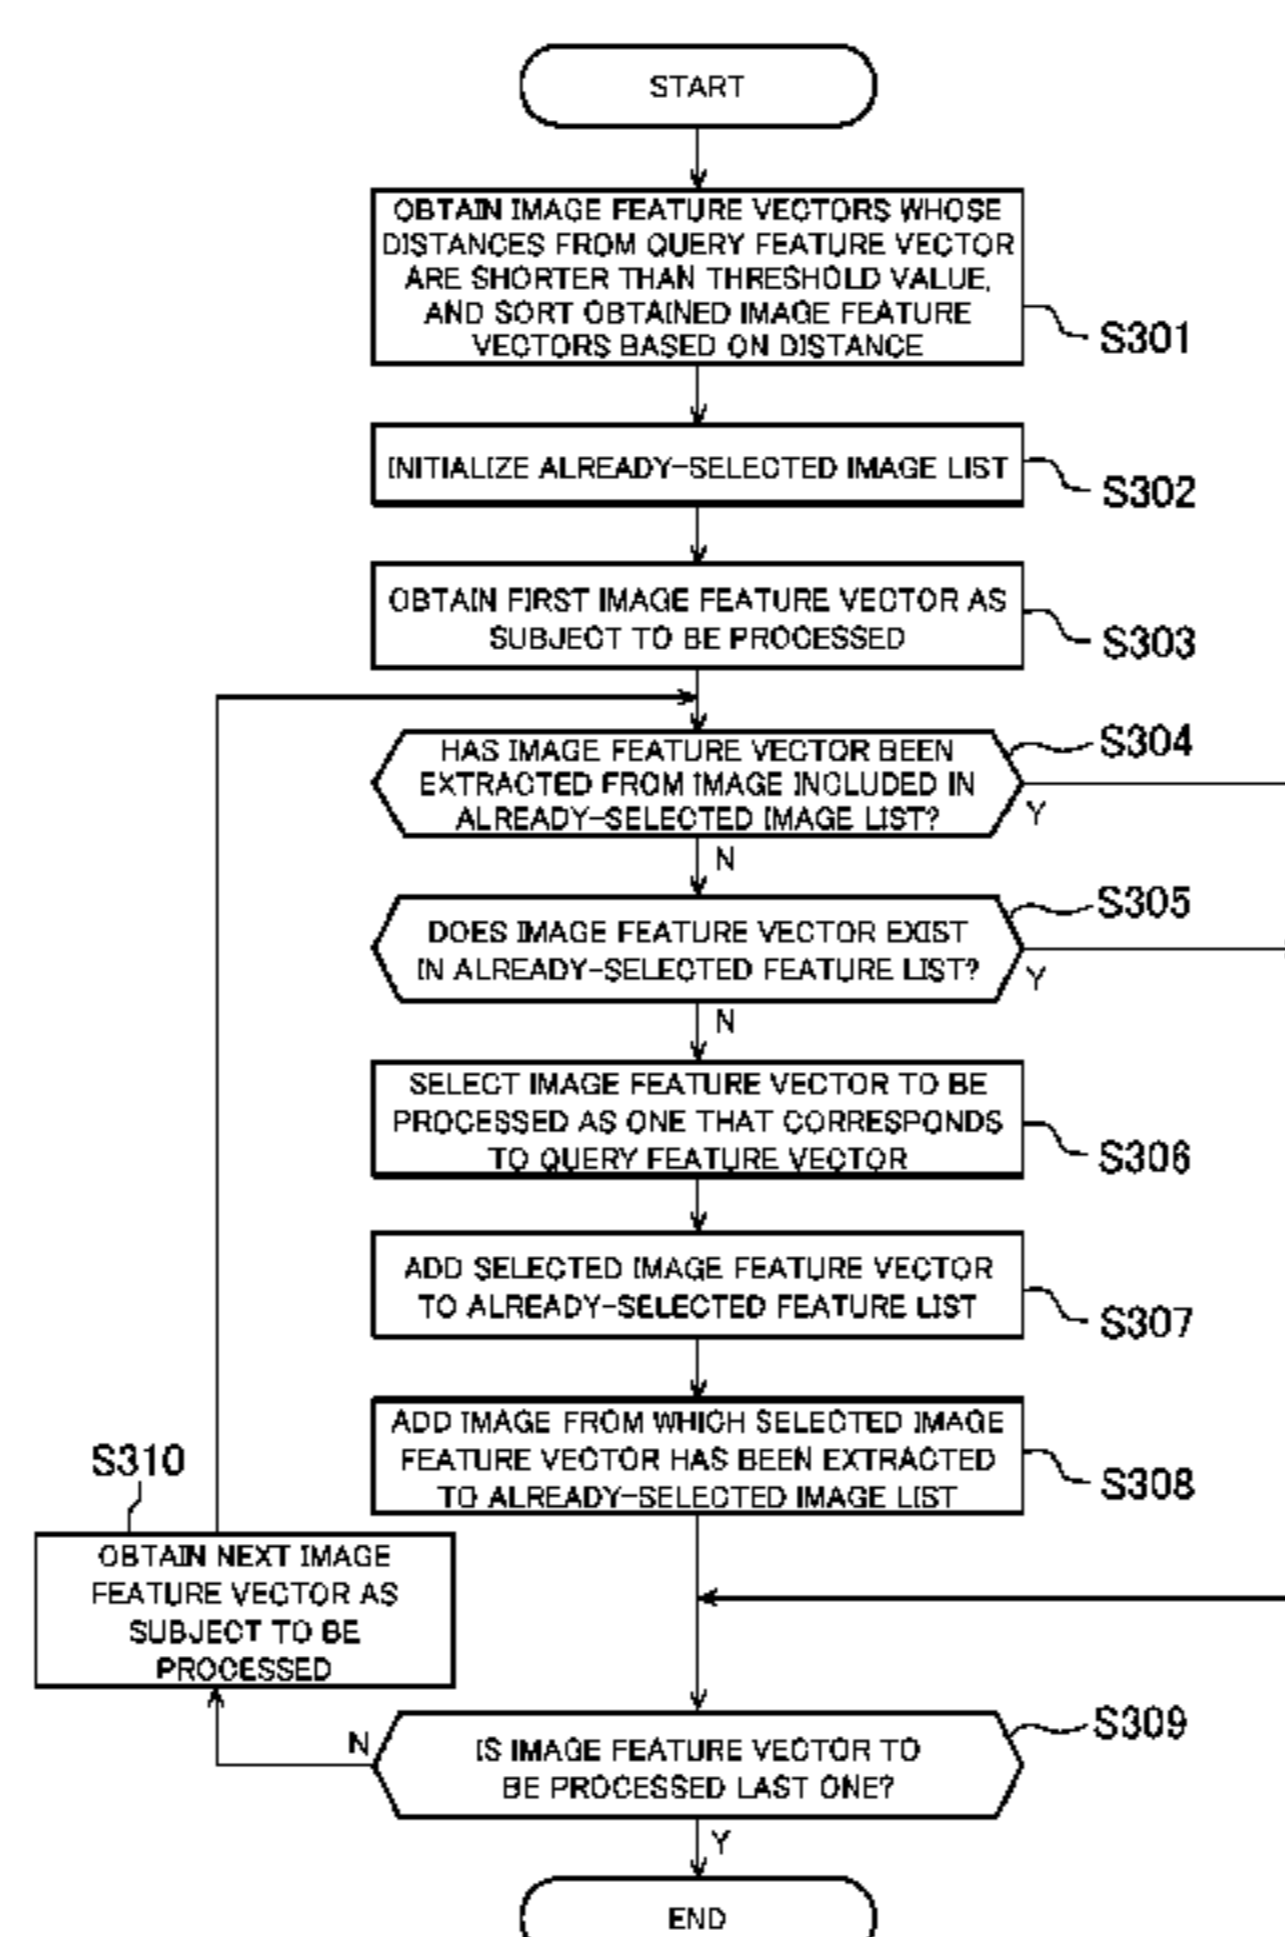 START
OBTAIN IMAGE FEATURE VECTORS WHOSE
DISTANCES FROM QUERY FEATURE VECTOR
ARE SHORTER THAN THRESHOLD VALUE,
AND SORT OBTAINED IMAGE FEATURE
VECTORS BASED ON DISTANCE
S301
INITIALIZE ALREADY-SELECTED IMAGE LIST
S302
OBTAIN FIRST IMAGE FEATURE VECTOR AS
SUBJECT TO BE PROCESSED
S303
HAS IMAGE FEATURE VECTOR BEEN
EXTRACTED FROM IMAGE INCLUDED IN
ALREADY-SELECTED IMAGE LIST?
S304
Y
N
DOES IMAGE FEATURE VECTOR EXIST
IN ALREADY-SELECTED FEATURE LIST?
S305
Y
N
SELECT IMAGE FEATURE VECTOR TO BE
PROCESSED AS ONE THAT CORRESPONDS
TO QUERY FEATURE VECTOR
S306
ADD SELECTED IMAGE FEATURE VECTOR
TO ALREADY-SELECTED FEATURE LIST
S307
ADD IMAGE FROM WHICH SELECTED IMAGE
FEATURE VECTOR HAS BEEN EXTRACTED
TO ALREADY-SELECTED IMAGE LIST
S308
S310
OBTAIN NEXT IMAGE
FEATURE VECTOR AS
SUBJECT TO BE
PROCESSED
N
IS IMAGE FEATURE VECTOR TO
BE PROCESSED LAST ONE?
S309
Y
END